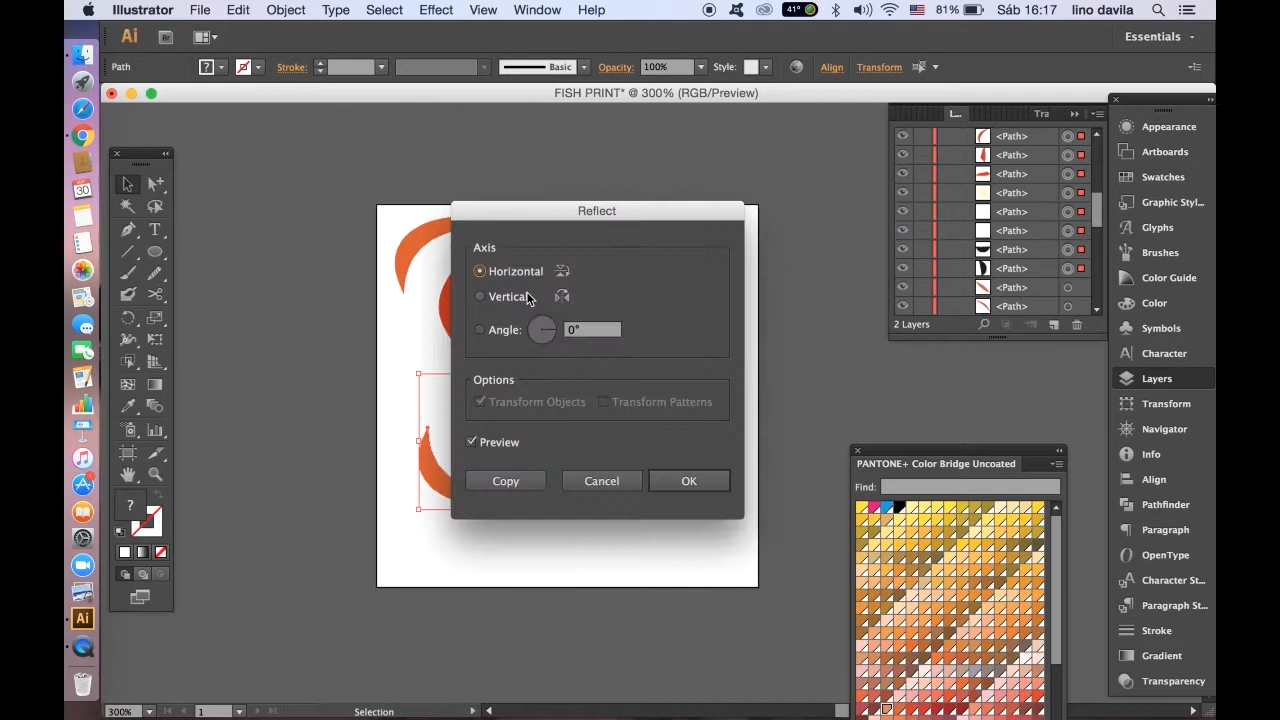 Illustrator File Edit Object Type Select Effect View Window Help 41° 81% Sáb 16:17 lino davila
Ai Br Essentials
Path ? Stroke: Basic Opacity: 100% Style: Align Transform
FISH PRINT* @ 300% (RGB/Preview)
L... Tra
<Path>
<Path>
<Path>
<Path>
<Path>
<Path>
<Path>
<Path>
<Path>
<Path>
2 Layers
Appearance
Artboards
Swatches
Graphic Styl...
Glyphs
Brushes
Color Guide
Color
Symbols
Character
Layers
Transform
Navigator
Info
Align
Pathfinder
Paragraph
OpenType
Character St...
Paragraph St...
Stroke
Gradient
Transparency
Reflect
Axis
Horizontal
Vertical
Angle: 0°
Options
Transform Objects Transform Patterns
Preview
Copy Cancel OK
PANTONE+ Color Bridge Uncoated
Find:
30
T
?
Ai
300% 1 Selection